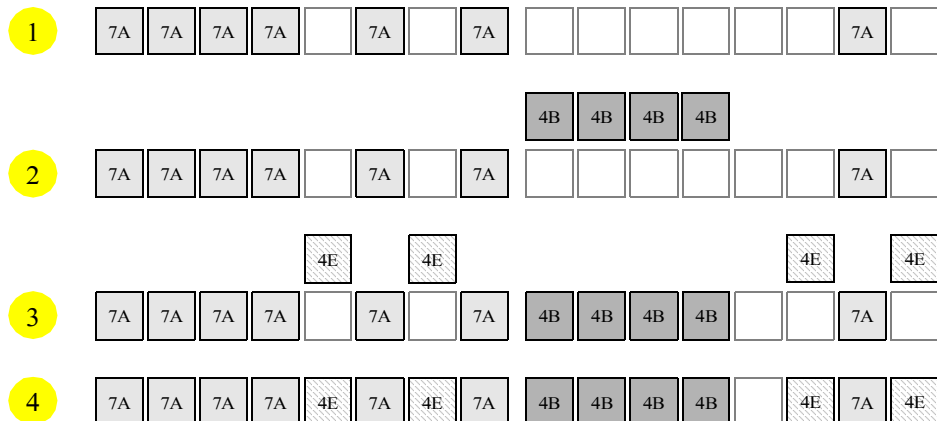 1 7A 7A 7A 7A 7A 7A 7A
4B 4B 4B 4B
2 7A 7A 7A 7A 7A 7A 7A
4E 4E 4E 4E
3 7A 7A 7A 7A 7A 7A 4B 4B 4B 4B 7A
4 7A 7A 7A 7A 4E 7A 4E 7A 4B 4B 4B 4B 4E 7A 4E